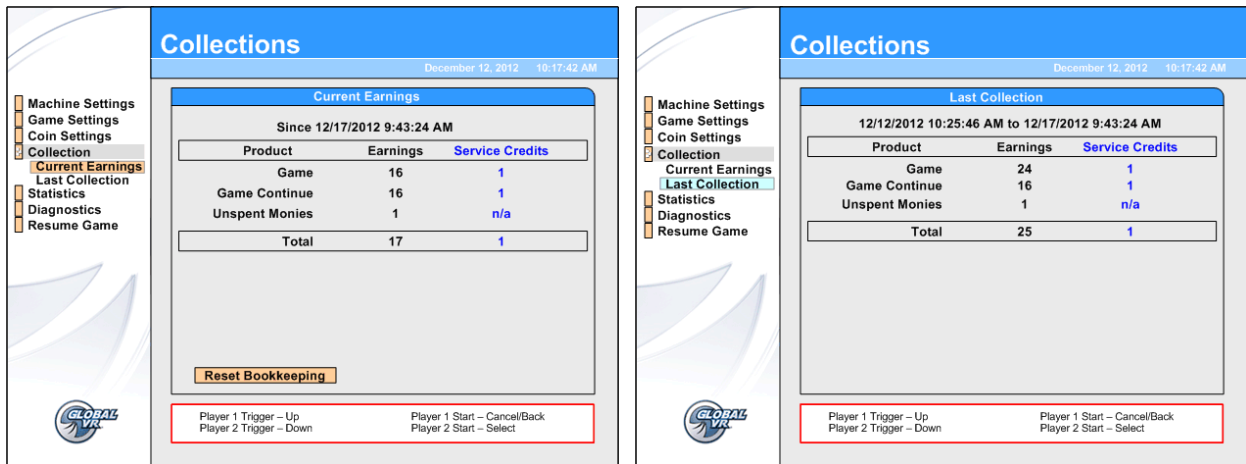 Collections
December 12, 2012 10:17:42 AM
Machine Settings
Game Settings
Coin Settings
Collection
Current Earnings
Last Collection
Statistics
Diagnostics
Resume Game
Current Earnings
Since 12/17/2012 9:43:24 AM
Product Earnings Service Credits
Game 16 1
Game Continue 16 1
Unspent Monies 1 n/a
Total 17 1
Reset Bookkeeping
GLOBAL
VR
Player 1 Trigger – Up Player 1 Start – Cancel/Back
Player 2 Trigger – Down Player 2 Start – Select
Collections
December 12, 2012 10:17:42 AM
Machine Settings
Game Settings
Coin Settings
Collection
Current Earnings
Last Collection
Statistics
Diagnostics
Resume Game
Last Collection
12/12/2012 10:25:46 AM to 12/17/2012 9:43:24 AM
Product Earnings Service Credits
Game 24 1
Game Continue 16 1
Unspent Monies 1 n/a
Total 25 1
GLOBAL
VR
Player 1 Trigger – Up Player 1 Start – Cancel/Back
Player 2 Trigger – Down Player 2 Start – Select